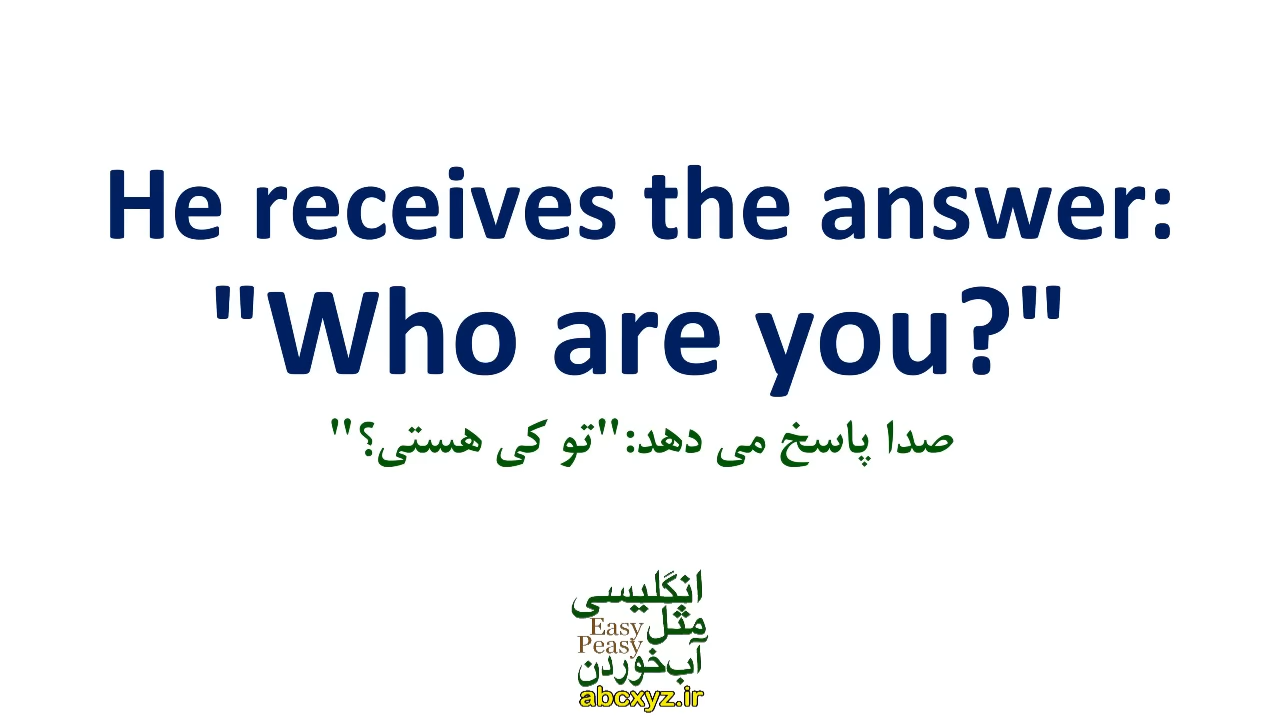 He receives the answer:
"Who are you?"
صدا پاسخ می دهد:"تو کی هستی؟"
انگلیسی
مثل
Easy
Peasy
آب‌خوردن
abcxyz.ir